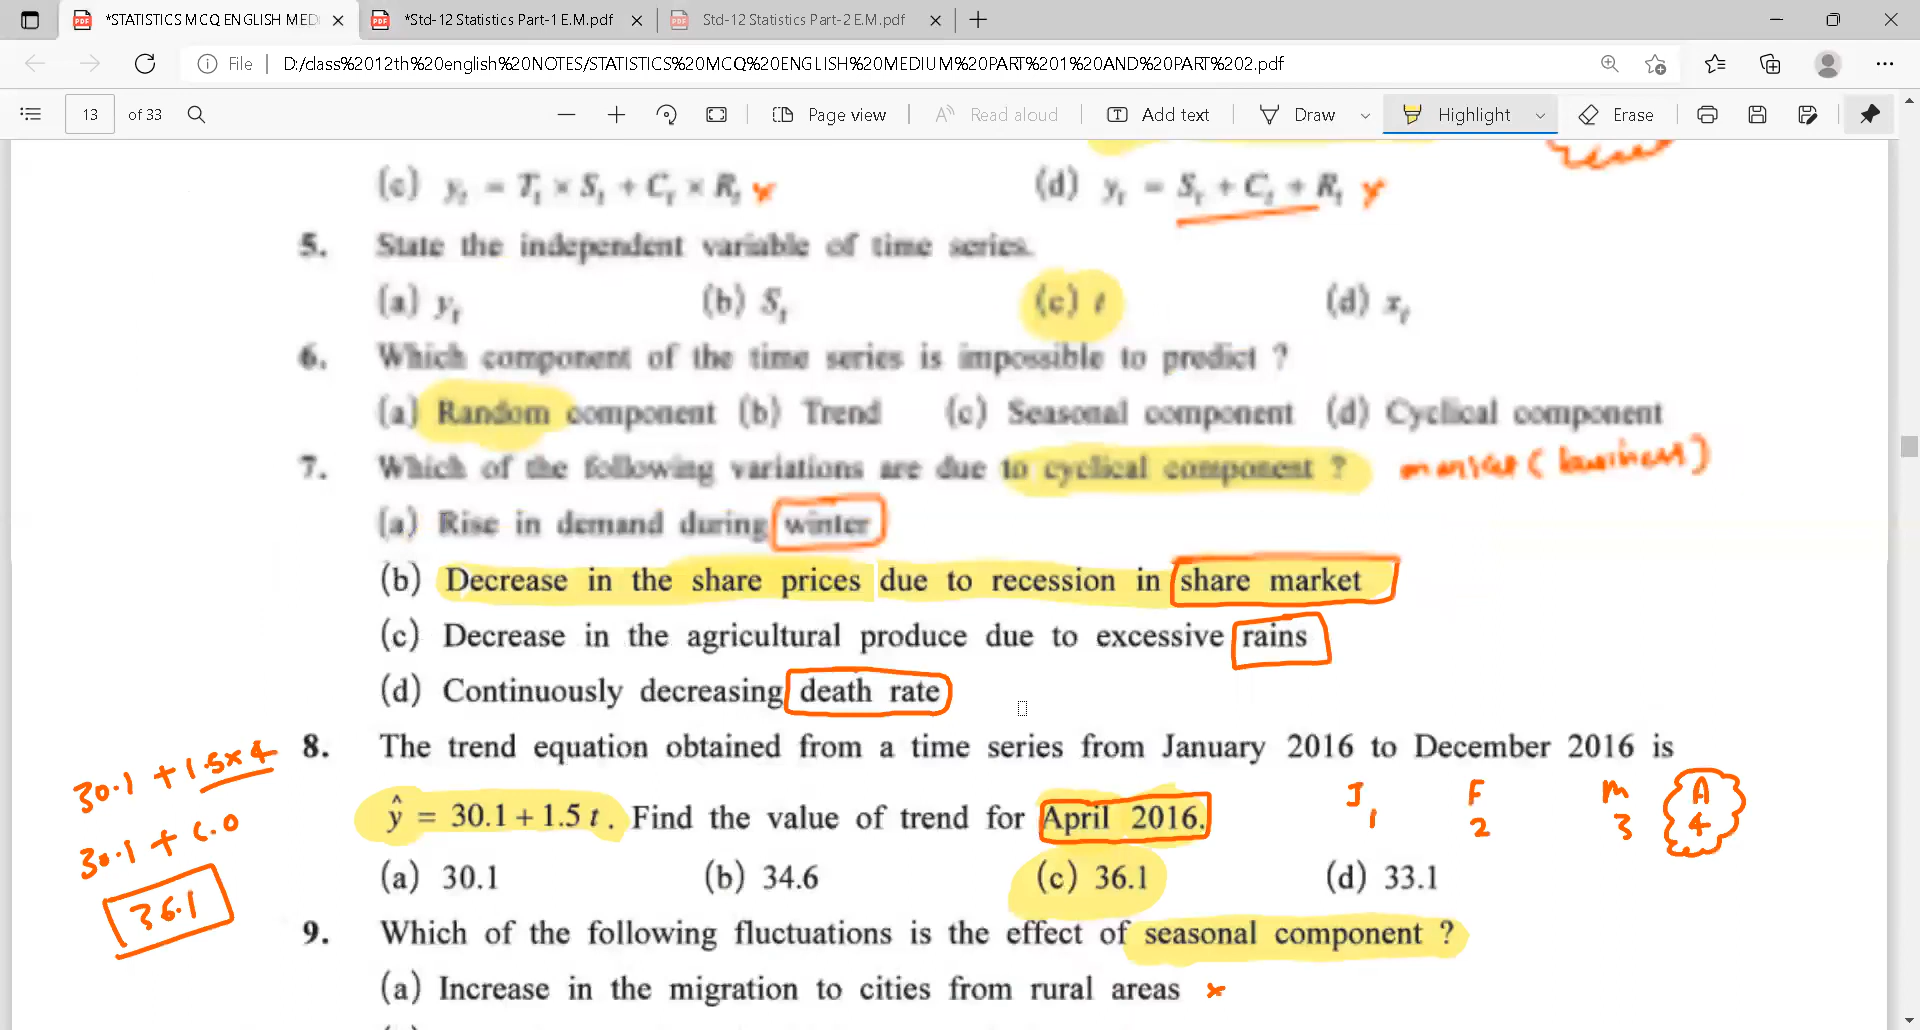 *STATISTICS MCQ ENGLISH MED
*Std-12 Statistics Part-1 E.M.pdf
Std-12 Statistics Part-2 E.M.pdf
File
D:/class%2012th%20english%20NOTES/STATISTICS%20MCQ%20ENGLISH%20MEDIUM%20PART%201%20AND%20PART%202.pdf
13 of 33
Page view
Read aloud
Add text
Draw
Highlight
Erase
(c) yₜ = Tₜ × Sₜ + Cₜ × Rₜ × (d) yₜ = Sₜ + Cₜ + Rₜ ×
5. State the independent variable of time series.
(a) yₜ (b) Sₜ (c) t (d) xₜ
6. Which component of the time series is impossible to predict ?
(a) Random component (b) Trend (c) Seasonal component (d) Cyclical component
7. Which of the following variations are due to cyclical component ? market (business)
(a) Rise in demand during winter
(b) Decrease in the share prices due to recession in share market
(c) Decrease in the agricultural produce due to excessive rains
(d) Continuously decreasing death rate
8. The trend equation obtained from a time series from January 2016 to December 2016 is
ŷ = 30.1 + 1.5 t. Find the value of trend for April 2016.
J F M A
1 2 3 4
30.1 + 1.5×4
30.1 + 6.0
36.1
(a) 30.1 (b) 34.6 (c) 36.1 (d) 33.1
9. Which of the following fluctuations is the effect of seasonal component ?
(a) Increase in the migration to cities from rural areas ×